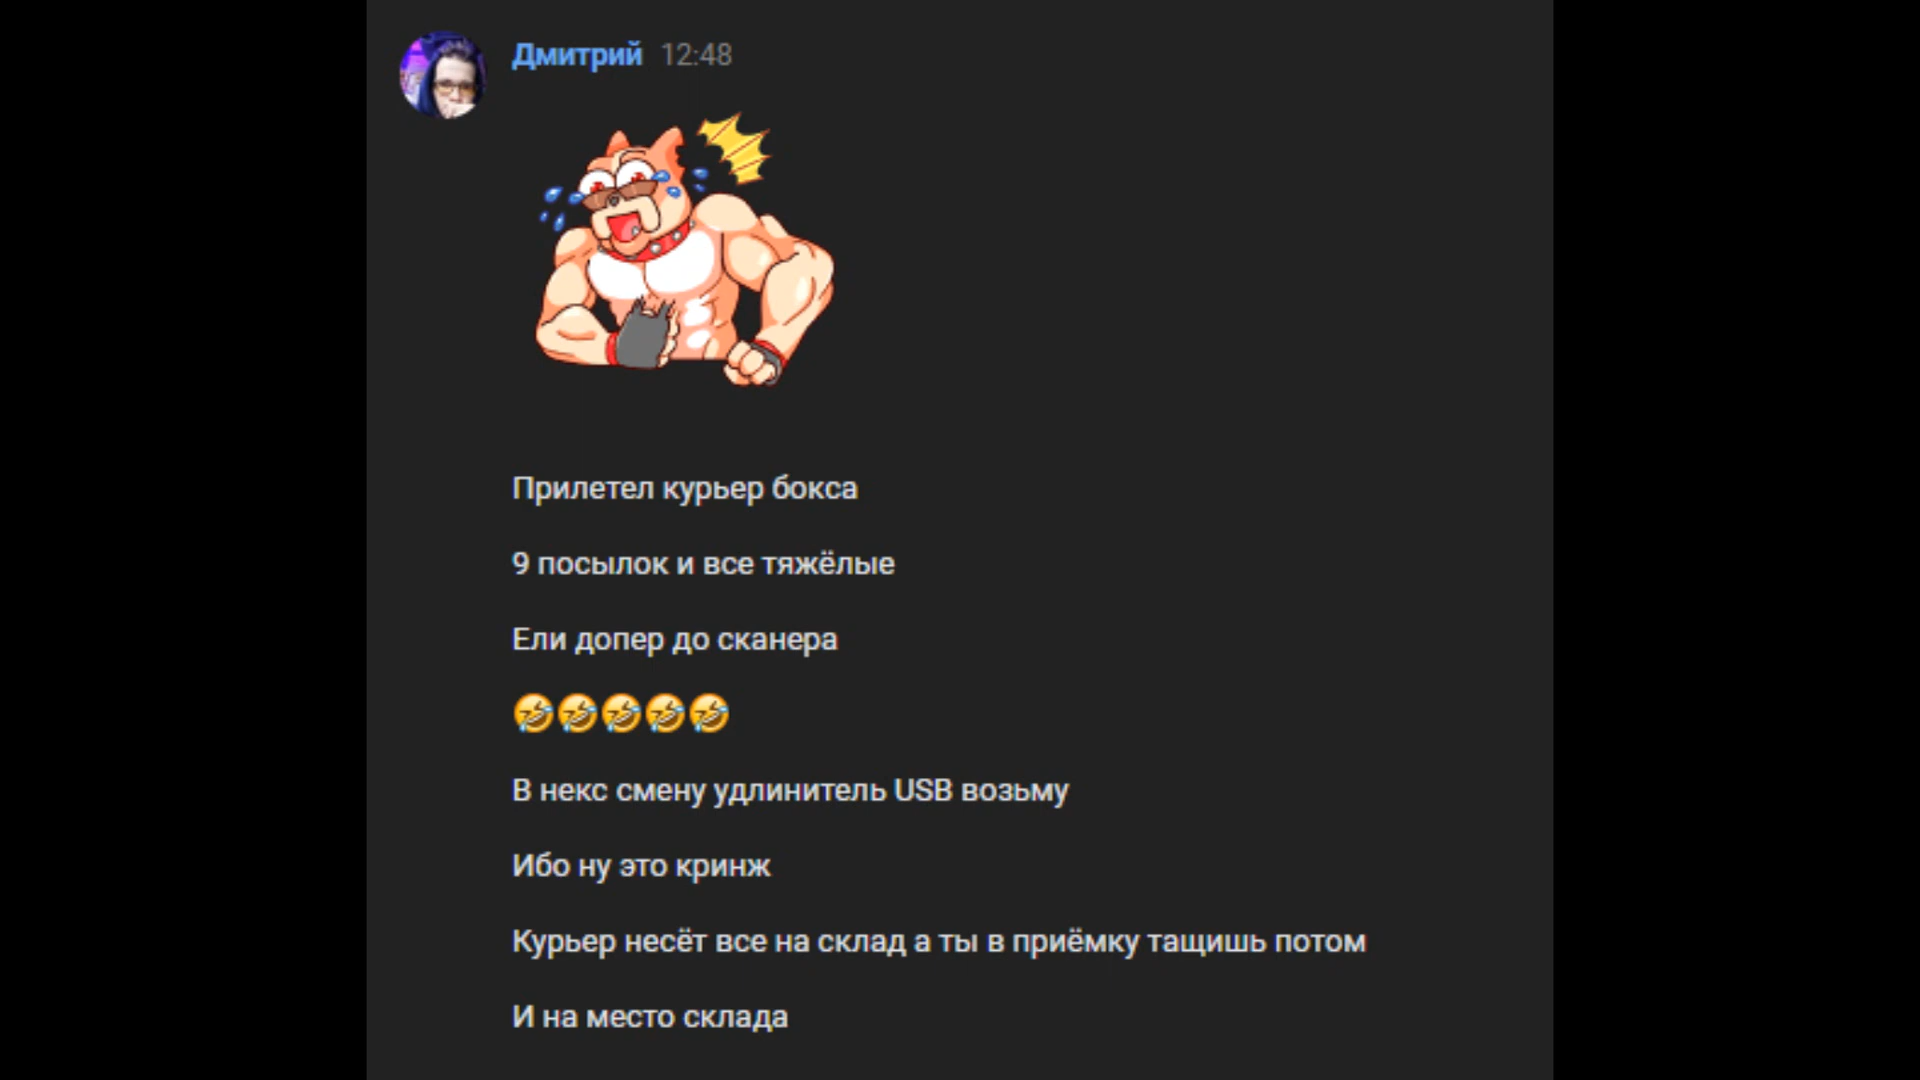 Дмитрий 12:48
Прилетел курьер бокса
9 посылок и все тяжёлые
Ели допер до сканера
🤣🤣🤣🤣🤣
В некс смену удлинитель USB возьму
Ибо ну это кринж
Курьер несёт все на склад а ты в приёмку тащишь потом
И на место склада